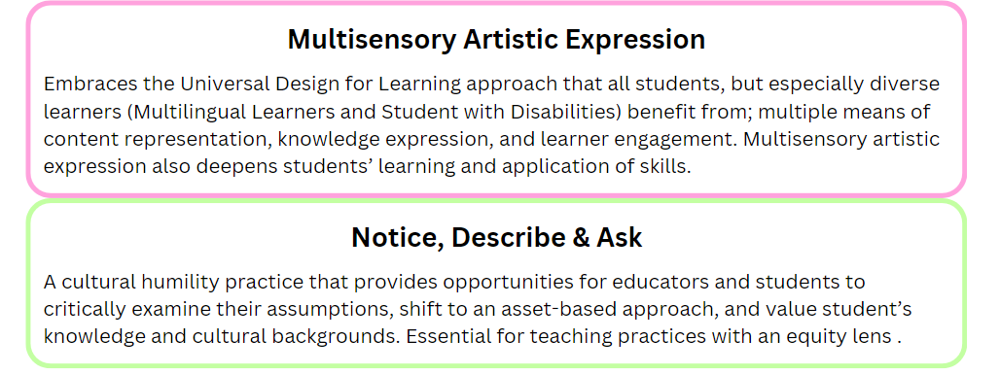 Multisensory Artistic Expression
Embraces the Universal Design for Learning approach that all students, but especially diverse
learners (Multilingual Learners and Student with Disabilities) benefit from; multiple means of
content representation, knowledge expression, and learner engagement. Multisensory artistic
expression also deepens students’ learning and application of skills.
Notice, Describe & Ask
A cultural humility practice that provides opportunities for educators and students to
critically examine their assumptions, shift to an asset-based approach, and value student’s
knowledge and cultural backgrounds. Essential for teaching practices with an equity lens .